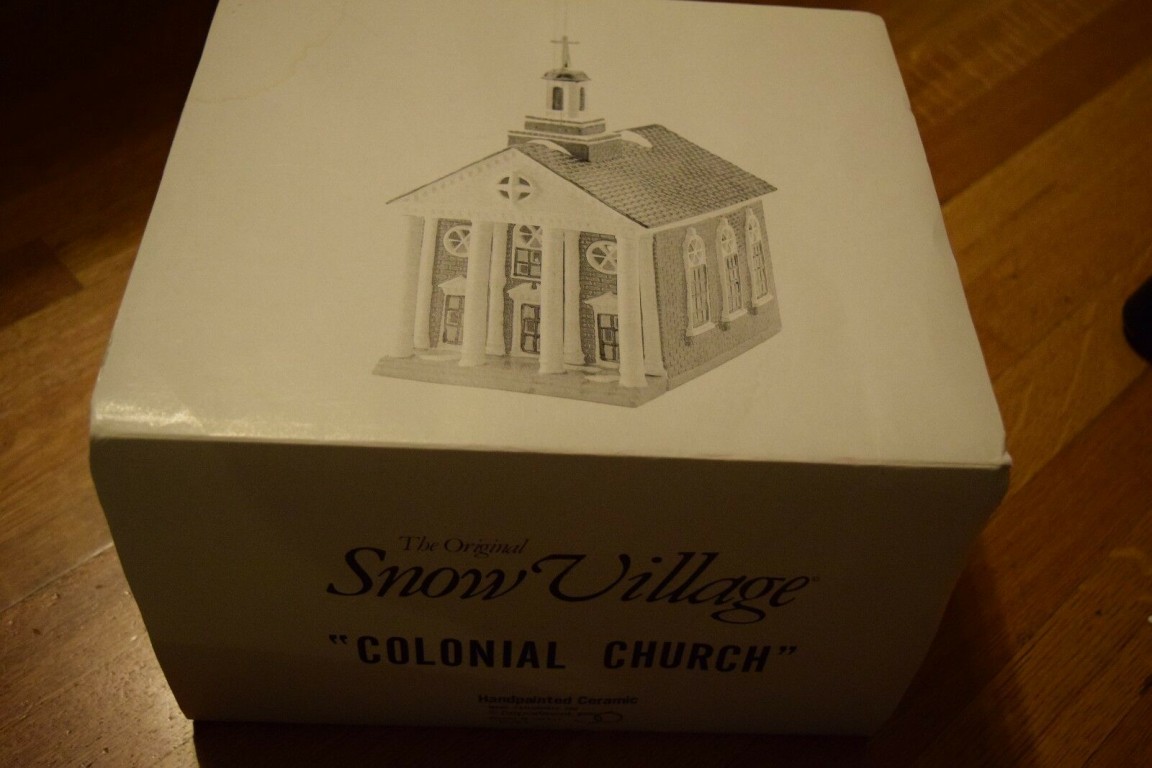 The Original
Snow Village®
"COLONIAL CHURCH"
Handpainted Ceramic